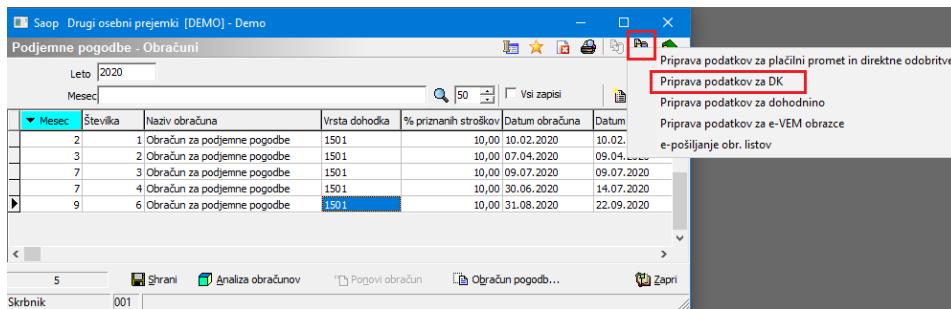 Saop Drugi osebni prejemki [DEMO] - Demo
Podjemne pogodbe - Obračuni
Leto 2020
Mesec 50 Vsi zapisi
Mesec Številka Naziv obračuna Vrsta dohodka % priznanih stroškov Datum obračuna Datum
2 1 Obračun za podjemne pogodbe 1501 10,00 10.02.2020 10.02.
3 2 Obračun za podjemne pogodbe 1501 10,00 07.04.2020 09.04.2020
7 3 Obračun za podjemne pogodbe 1501 10,00 09.07.2020 09.07.2020
7 4 Obračun za podjemne pogodbe 1501 10,00 30.06.2020 14.07.2020
9 6 Obračun za podjemne pogodbe 1501 10,00 31.08.2020 22.09.2020
5 Shrani Analiza obračunov Ponovi obračun Obračun pogodb... Zapri
Skrbnik 001
Priprava podatkov za plačilni promet in direktne odobritve
Priprava podatkov za DK
Priprava podatkov za dohodnino
Priprava podatkov za e-VEM obrazce
e-pošiljanje obr. listov